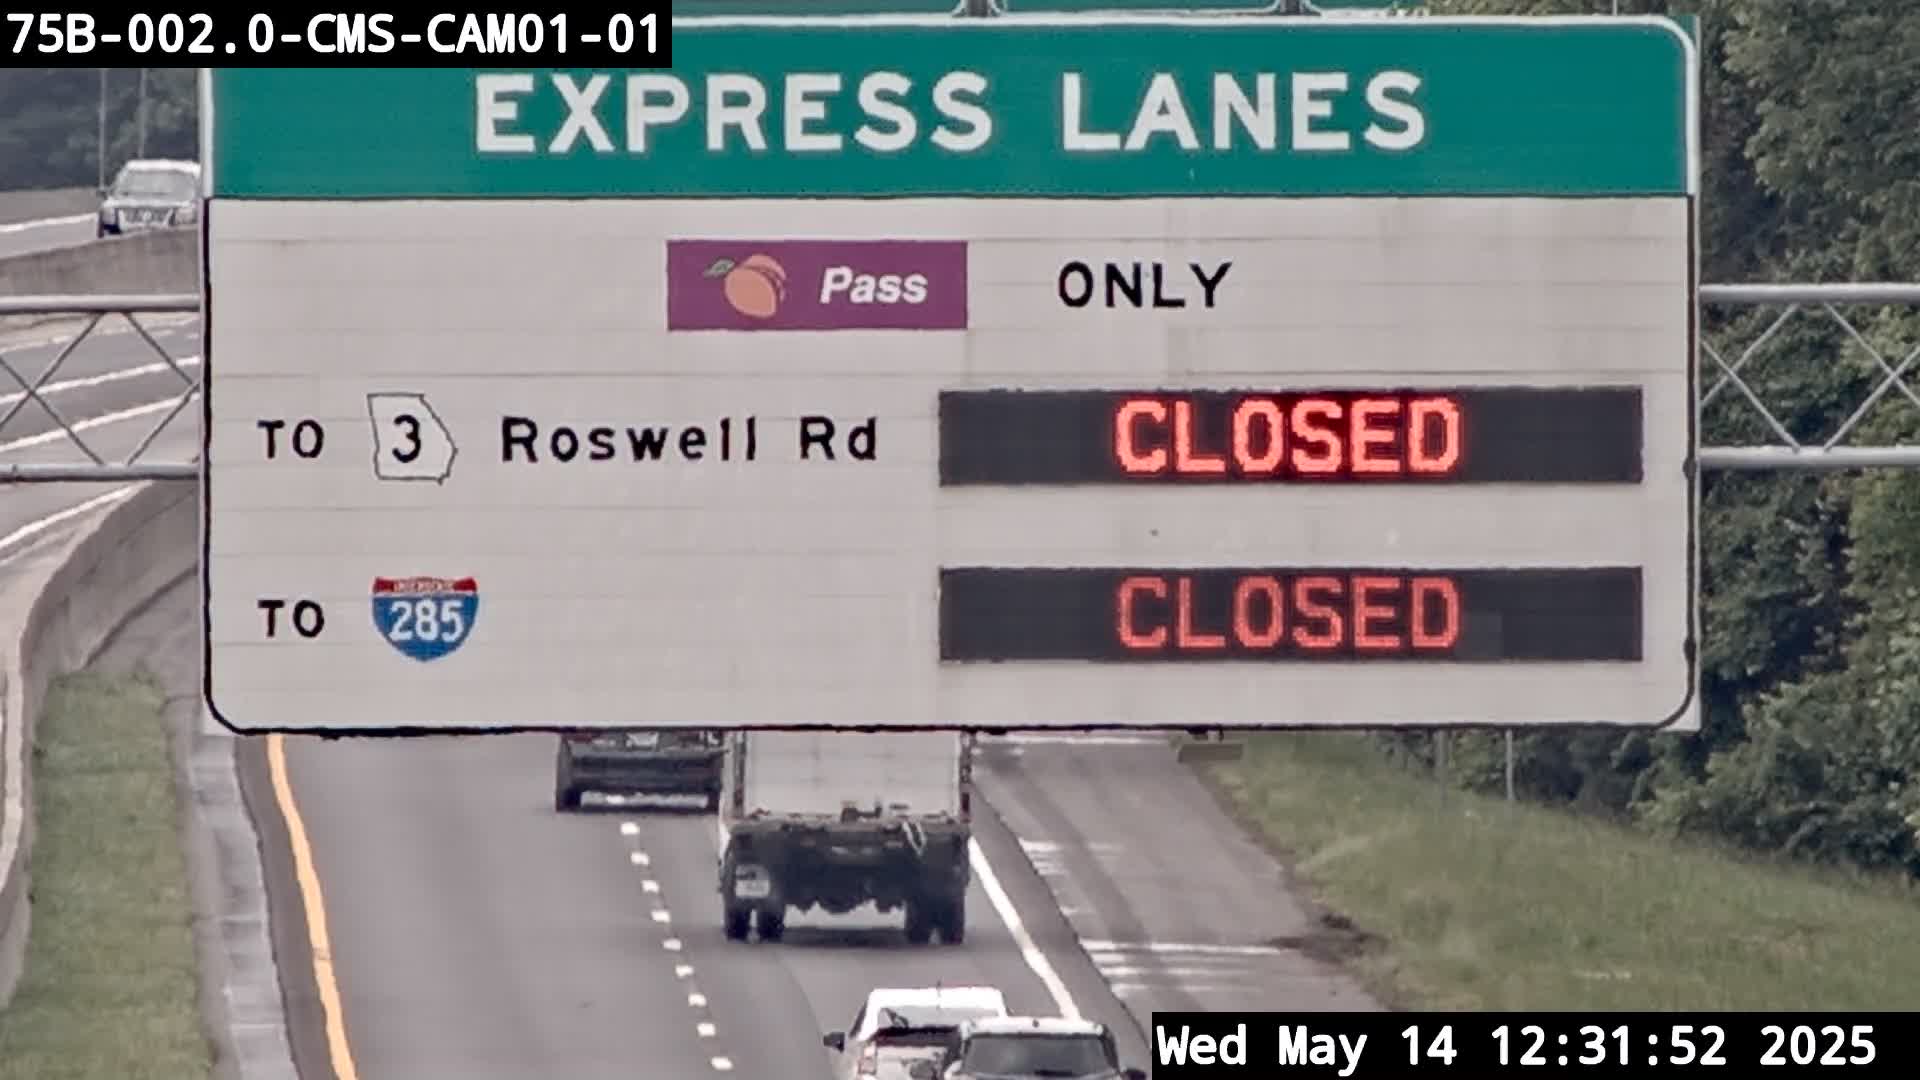 75B-002.0-CMS-CAM01-01
EXPRESS LANES
Pass ONLY
TO 3 Roswell Rd CLOSED
TO INTERSTATE 285 CLOSED
Wed May 14 12:31:52 2025